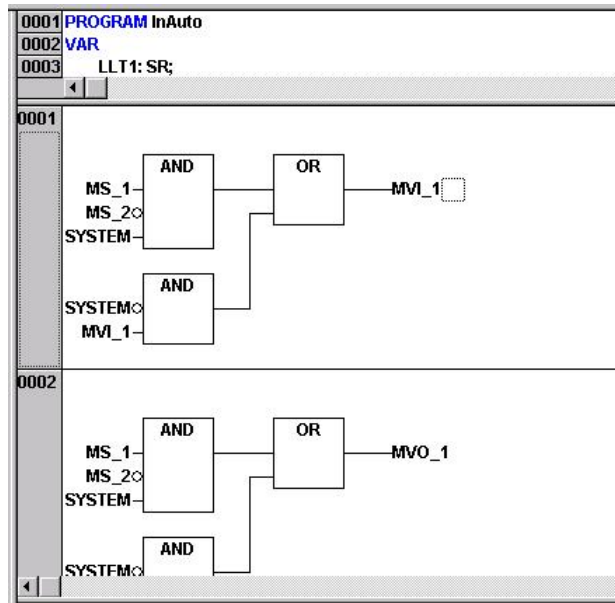 0001 PROGRAM InAuto
0002 VAR
0003 LLT1: SR;
0001
AND OR
MS_1 MVI_1
MS_2
SYSTEM
AND
SYSTEM
MVI_1
0002
AND OR
MS_1 MVO_1
MS_2
SYSTEM
AND
SYSTEM